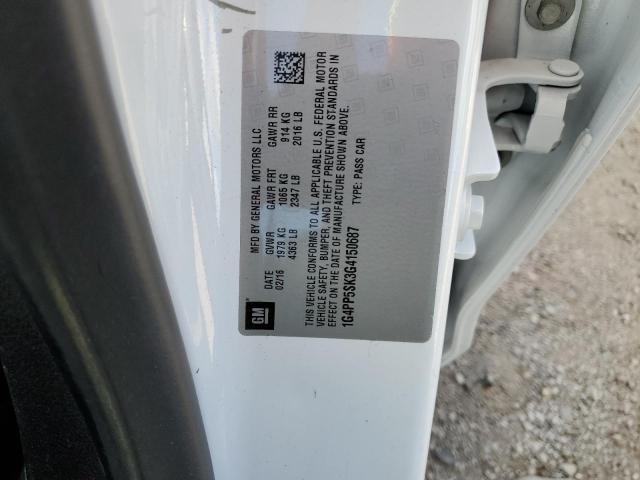 MFD BY GENERAL MOTORS LLC
DATE GVWR GAWR FRT GAWR RR
02/16 1979 KG 1065 KG 914 KG
4363 LB 2347 LB 2016 LB
THIS VEHICLE CONFORMS TO ALL APPLICABLE U.S. FEDERAL MOTOR
VEHICLE SAFETY, BUMPER, AND THEFT PREVENTION STANDARDS IN
EFFECT ON THE DATE OF MANUFACTURE SHOWN ABOVE.
1G4PP5SK3G4150687 TYPE: PASS CAR
GM